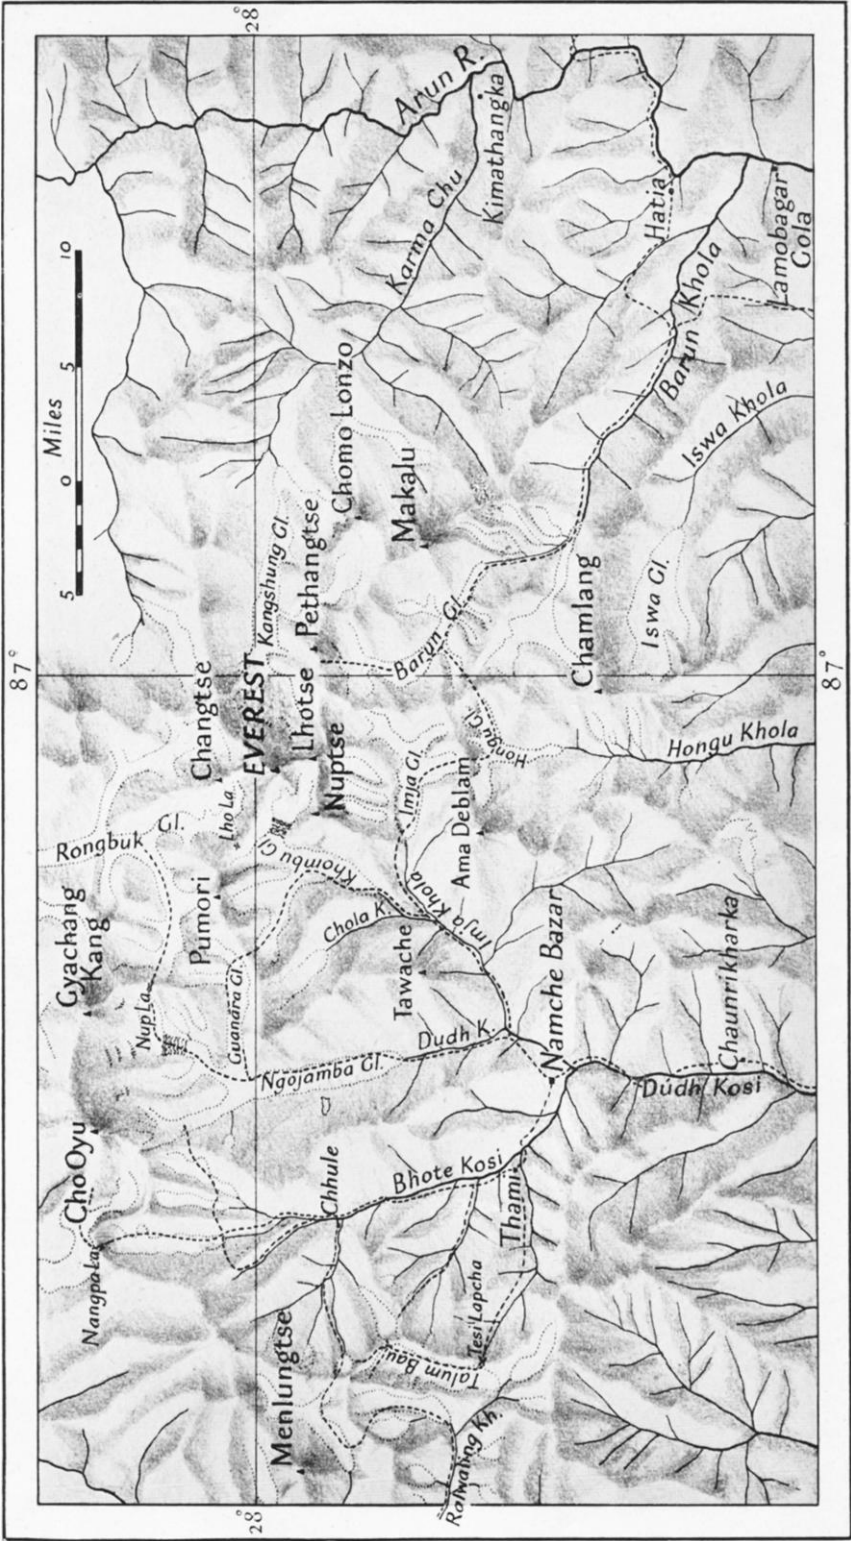 87°
28°
Miles
5 0 5 10
Nangpa La
Cho Oyu
Gyachang
Kang
Nup La
Rongbuk Gl.
Pumori
Lho La
Changtse
EVEREST
Kangshung Gl.
Lhotse
Nuptse
Pethangtse
Chomo Lonzo
Makalu
Karma Chu
Arun R.
Kimathangka
Guanara Gl.
Ngojamba Gl.
Khombu Gl.
Chola K.
Tawache
Imja Khola
Imja Gl.
Ama Deblam
Hongu Gl.
Barun Gl.
Chamlang
Iswa Gl.
Iswa Khola
Barun Khola
Hatia
Lamobagar
Cola
Menlungtse
Chhule
Bhote Kosi
Dudh K.
Thami
Tesi Lapcha
Talum Bau
Rolwaling Kh.
Namche Bazar
Dudh Kosi
Chaunrikharka
Hongu Khola
28°
87°